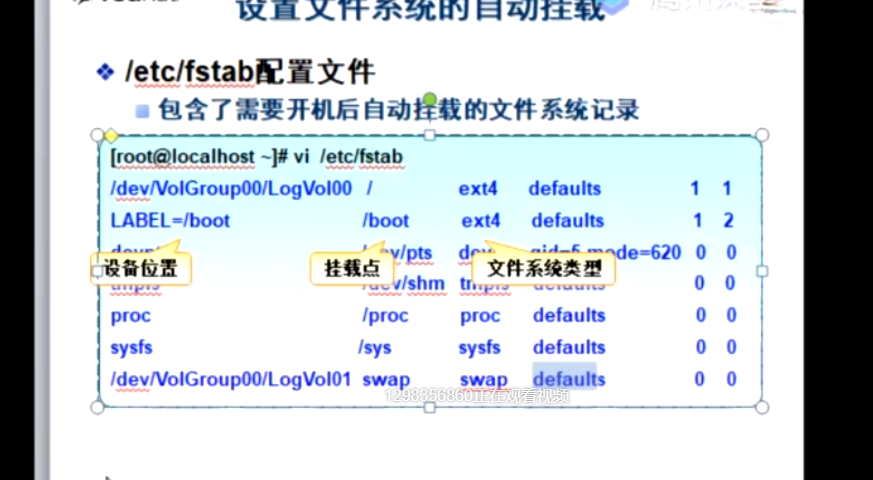 设置文件系统的自动挂载
/etc/fstab配置文件
包含了需要开机后自动挂载的文件系统记录
[root@localhost ~]# vi /etc/fstab
/dev/VolGroup00/LogVol00 / ext4 defaults 1 1
LABEL=/boot /boot ext4 defaults 1 2
gid=5,mode=620 0 0
设备位置 挂载点 文件系统类型
tmpfs /dev/shm tmpfs defaults 0 0
proc /proc proc defaults 0 0
sysfs /sys sysfs defaults 0 0
/dev/VolGroup00/LogVol01 swap swap defaults 0 0
1298356860正在观看视频